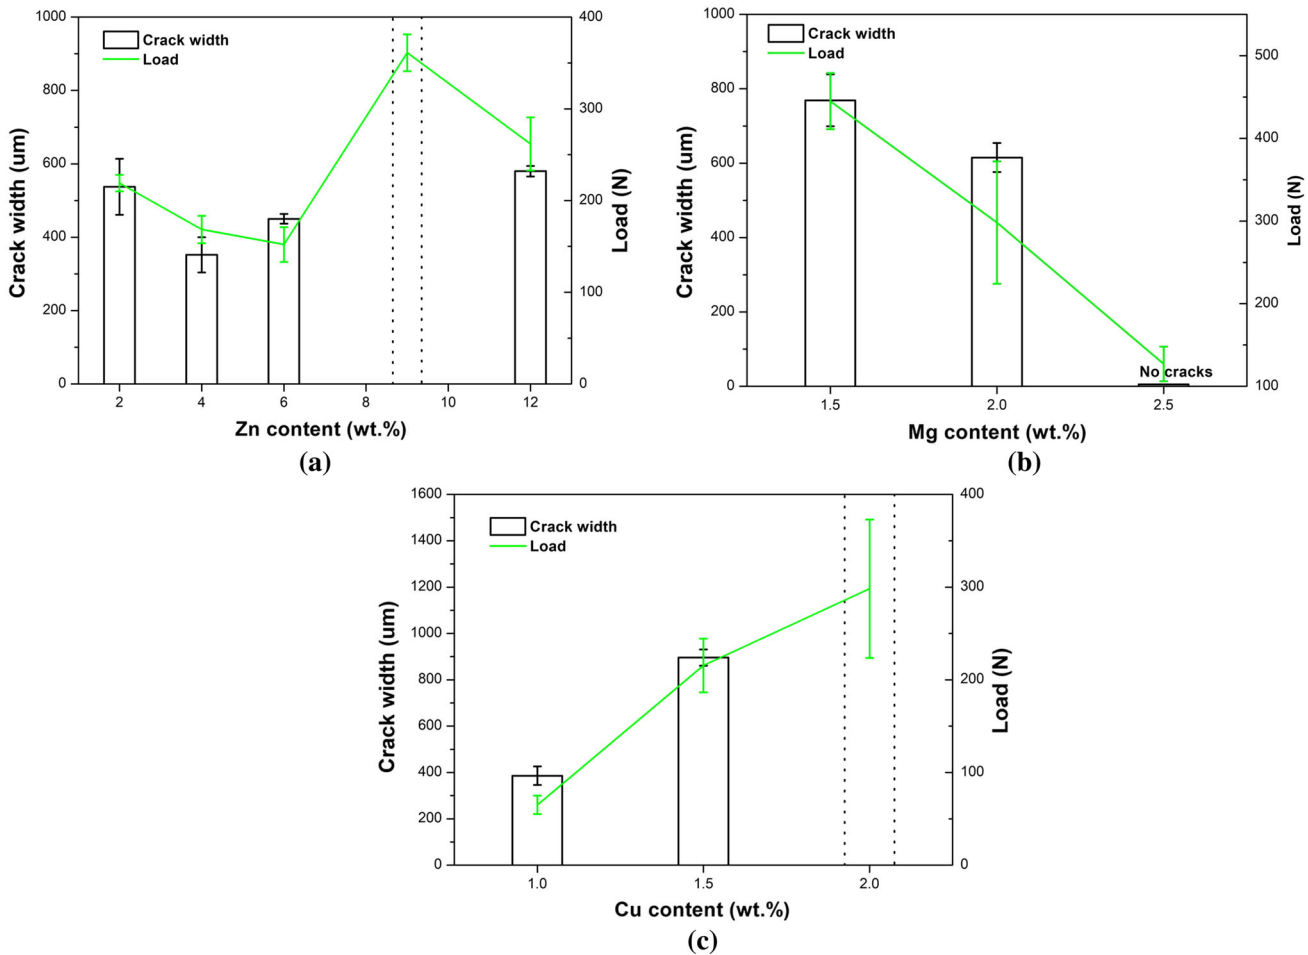 1000
800
600
400
200
0
Crack width (um)
Crack width
Load
400
300
200
100
0
Load (N)
2 4 6 8 10 12
Zn content (wt.%)
(a)
1000
800
600
400
200
0
Crack width (um)
Crack width
Load
No cracks
500
450
400
300
200
100
Load (N)
1.5 2.0 2.5
Mg content (wt.%)
(b)
1600
1400
1200
1000
800
600
400
200
0
Crack width (um)
Crack width
Load
400
300
200
100
0
Load (N)
1.0 1.5 2.0
Cu content (wt.%)
(c)